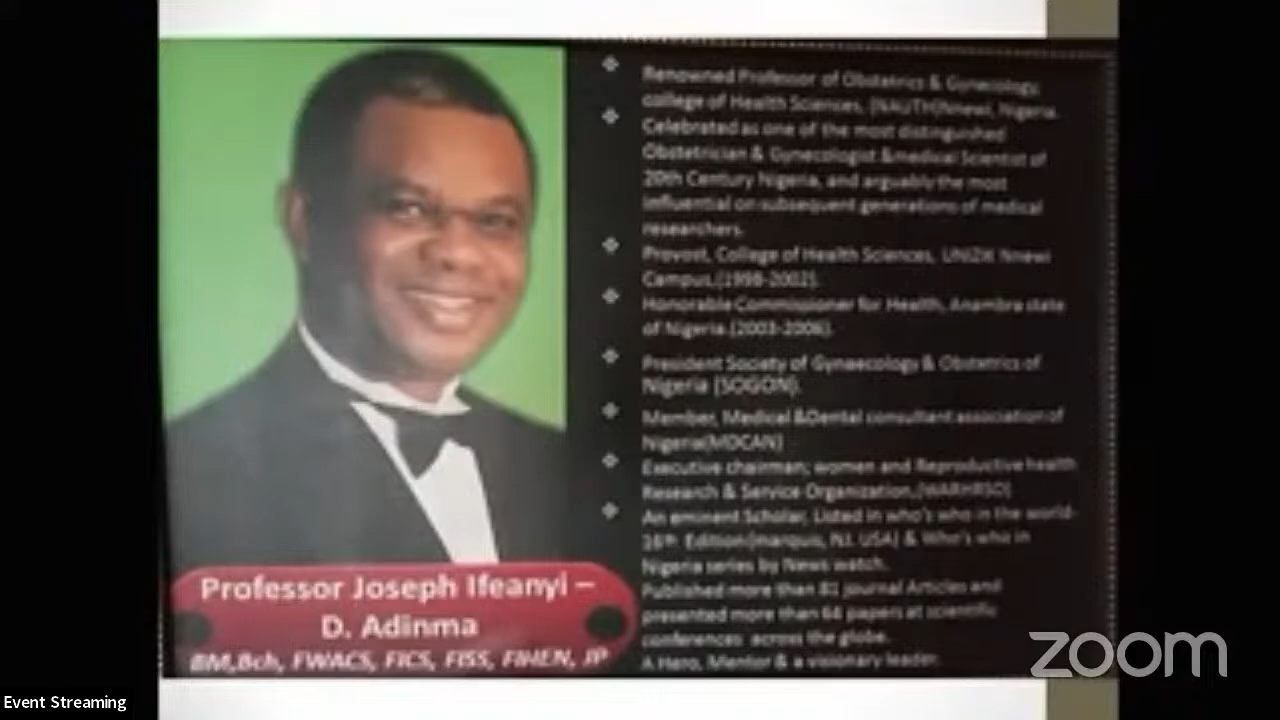 Renowned Professor of Obstetrics & Gynecology,
college of Health Sciences, (NAUTH)Nnewi, Nigeria.
Celebrated as one of the most distinguished
Obstetrician & Gynecologist &medical Scientist of
20th Century Nigeria, and arguably the most
influential on subsequent generations of medical
researchers.
Provost, College of Health Sciences, UNIZIK Nnewi
Campus,(1998-2002).
Honorable Commissioner for Health, Anambra state
of Nigeria.(2003-2006).
President Society of Gynaecology & Obstetrics of
Nigeria (SOGON).
Member, Medical &Dental consultant association of
Nigeria(MDCAN)
Executive chairman; women and Reproductive health
Research & Service Organization,(WARHRSO)
An eminent Scholar, Listed in who's who in the world-
16th Edition(marquis, N.J. USA) & Who's who in
Nigeria series by News watch.
Published more than 81 journal Articles and
presented more than 64 papers at scientific
conferences across the globe.
A Hero, Mentor & a visionary leader.
Professor Joseph Ifeanyi –
D. Adinma
BM,Bch, FWACS, FICS, FISS, FIHEN, JP
zoom
Event Streaming